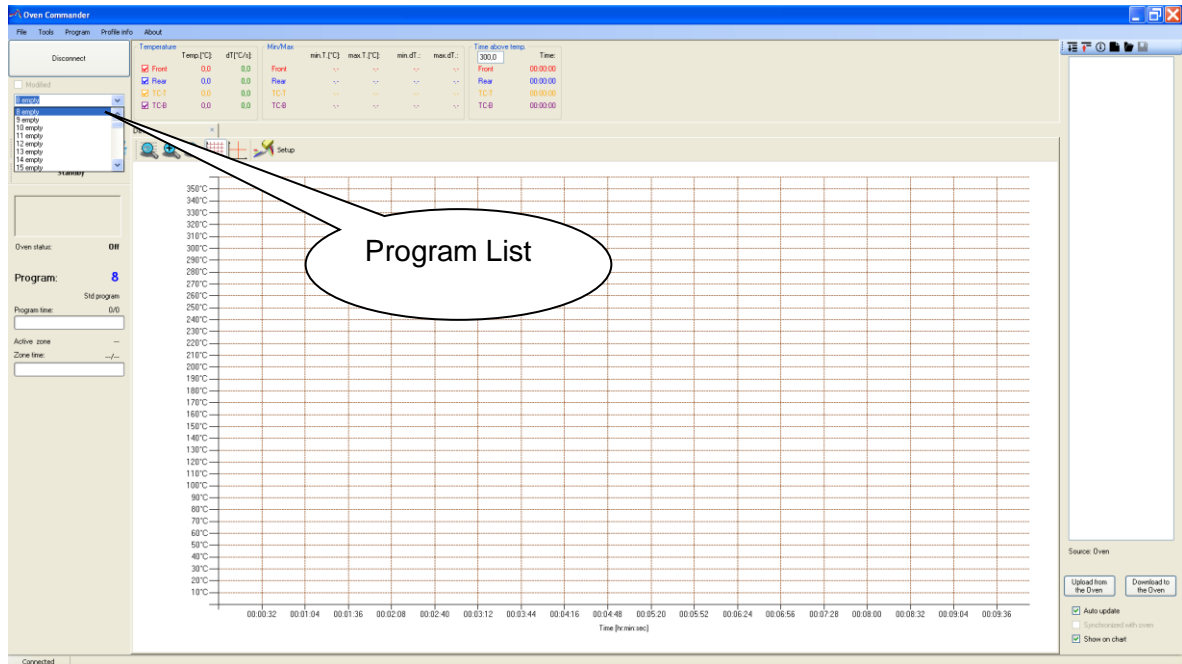 Oven Commander
File Tools Program Profile info About
Disconnect
Modified
8 empty
9 empty
10 empty
11 empty
12 empty
13 empty
14 empty
15 empty
Standby
Oven status: Off
Program: 8
Std program
Program time: 0/0
Active zone --
Zone time: --/--
Temperature
Temp.[°C]: dT[°C/s]:
Front 0,0 0,0
Rear 0,0 0,0
TC-T 0,0 0,0
TC-B 0,0 0,0
Min/Max
min.T.[°C]: max.T.[°C]: min.dT.: max.dT.:
Front -,- -,- -,- -,-
Rear -,- -,- -,- -,-
TC-T -,- -,- -,- -,-
TC-B -,- -,- -,- -,-
Time above temp.
300,0 Time:
Front 00:00:00
Rear 00:00:00
TC-T 00:00:00
TC-B 00:00:00
Setup
Program List
350°C
340°C
330°C
320°C
310°C
300°C
290°C
280°C
270°C
260°C
250°C
240°C
230°C
220°C
210°C
200°C
190°C
180°C
170°C
160°C
150°C
140°C
130°C
120°C
110°C
100°C
90°C
80°C
70°C
60°C
50°C
40°C
30°C
20°C
10°C
00:00:32 00:01:04 00:01:36 00:02:08 00:02:40 00:03:12 00:03:44 00:04:16 00:04:48 00:05:20 00:05:52 00:06:24 00:06:56 00:07:28 00:08:00 00:08:32 00:09:04 00:09:36
Time [hr:min:sec]
Source: Oven
Upload from
the Oven
Download to
the Oven
Auto update
Synchronized with oven
Show on chart
Connected